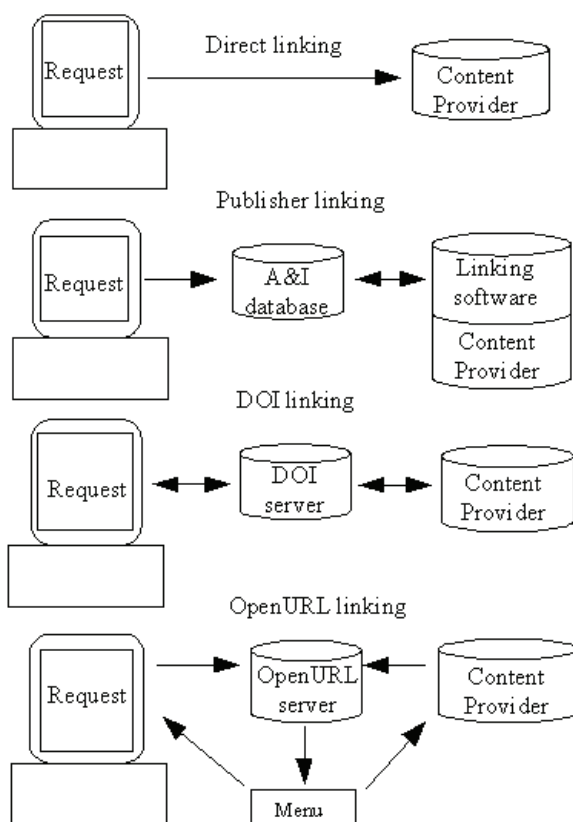 Direct linking
Request
Content
Provider
Publisher linking
Request
A&I
database
Linking
software
Content
Provider
DOI linking
Request
DOI
server
Content
Provider
OpenURL linking
Request
OpenURL
server
Content
Provider
Menu